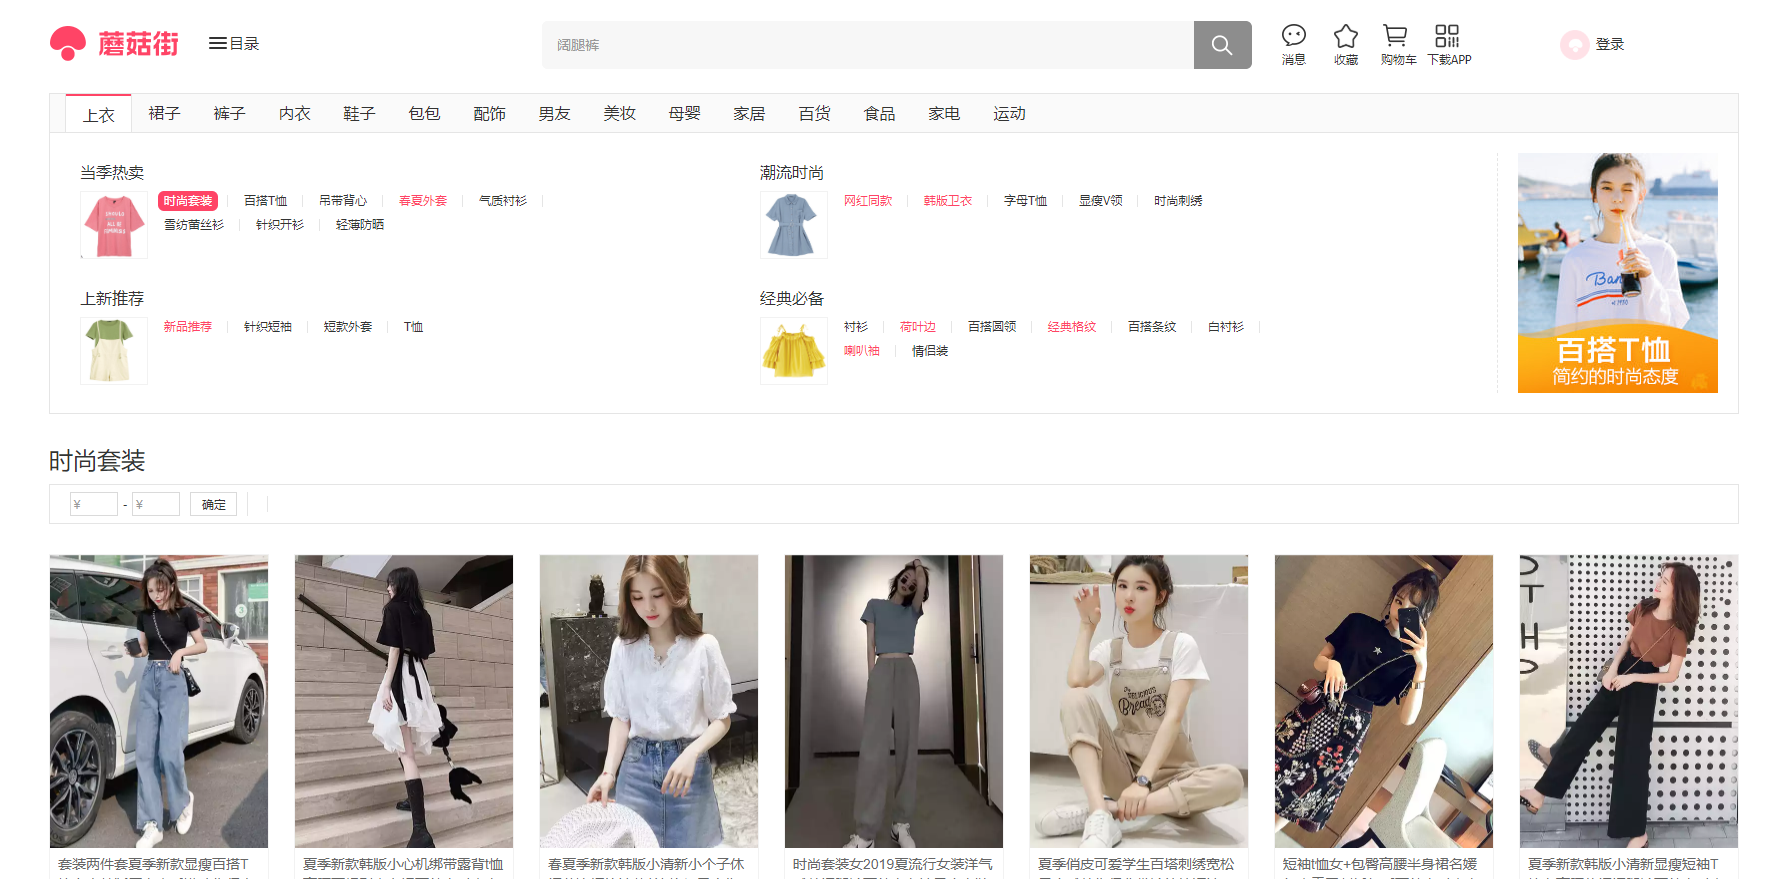 蘑菇街
目录
阔腿裤
消息
收藏
购物车
下载APP
登录
上衣 裙子 裤子 内衣 鞋子 包包 配饰 男友 美妆 母婴 家居 百货 食品 家电 运动
当季热卖
时尚套装 百搭T恤 吊带背心 春夏外套 气质衬衫
雪纺蕾丝衫 针织开衫 轻薄防晒
潮流时尚
网红同款 韩版卫衣 字母T恤 显瘦V领 时尚刺绣
上新推荐
新品推荐 针织短袖 短款外套 T恤
经典必备
衬衫 荷叶边 百搭圆领 经典格纹 百搭条纹 白衬衫
喇叭袖 情侣装
百搭T恤
简约的时尚态度
时尚套装
¥ - ¥ 确定
套装两件套夏季新款显瘦百搭T
夏季新款韩版小心机绑带露背t恤
春夏季新款韩版小清新小个子休
时尚套装女2019夏流行女装洋气
夏季俏皮可爱学生百塔刺绣宽松
短袖t恤女+包臀高腰半身裙名媛
夏季新款韩版小清新显瘦短袖T